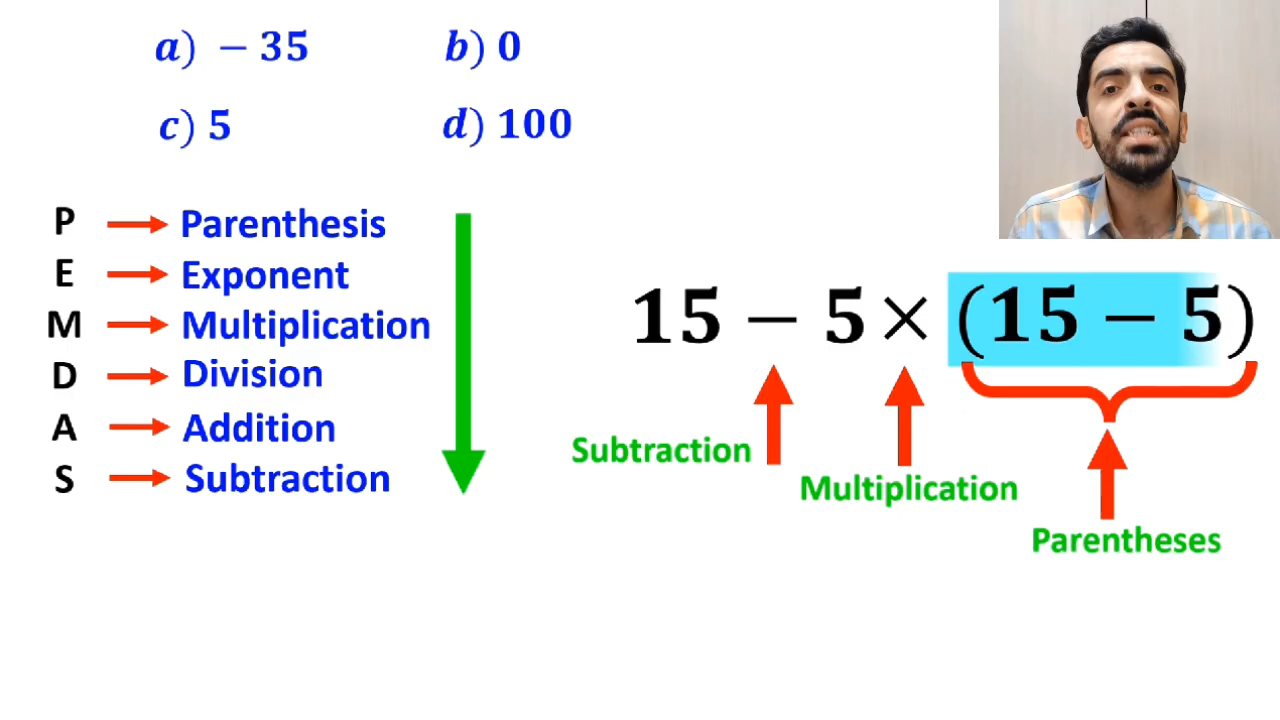 a) − 35 b) 0
c) 5 d) 100
P Parenthesis
E Exponent
M Multiplication
D Division
A Addition
S Subtraction
15 − 5 × (15 − 5)
Subtraction
Multiplication
Parentheses